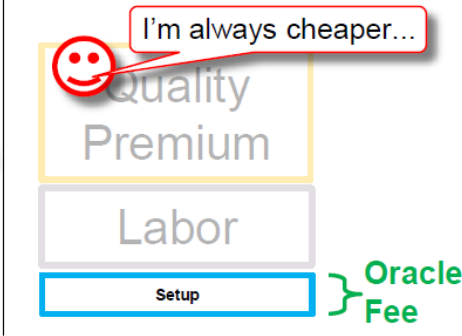 I'm always cheaper...
Quality
Premium
Labor
Setup
Oracle
Fee